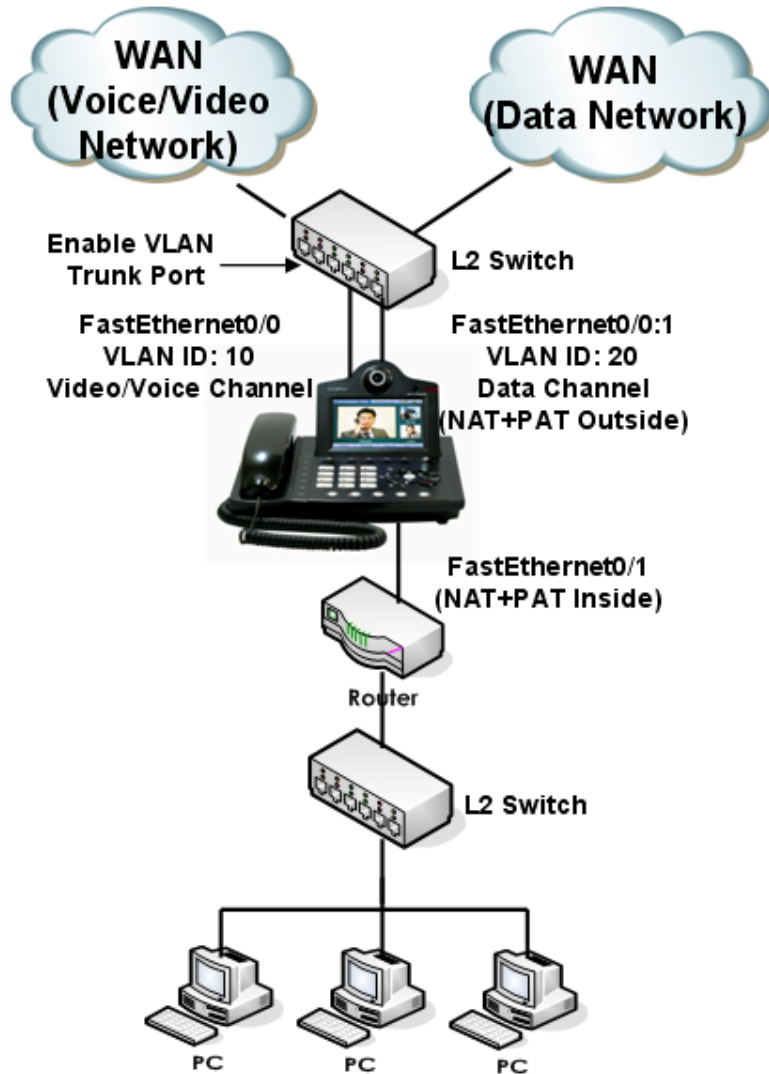 WAN
(Voice/Video
Network)
WAN
(Data Network)
Enable VLAN
Trunk Port
L2 Switch
FastEthernet0/0
VLAN ID: 10
Video/Voice Channel
FastEthernet0/0:1
VLAN ID: 20
Data Channel
(NAT+PAT Outside)
FastEthernet0/1
(NAT+PAT Inside)
Router
L2 Switch
PC
PC
PC